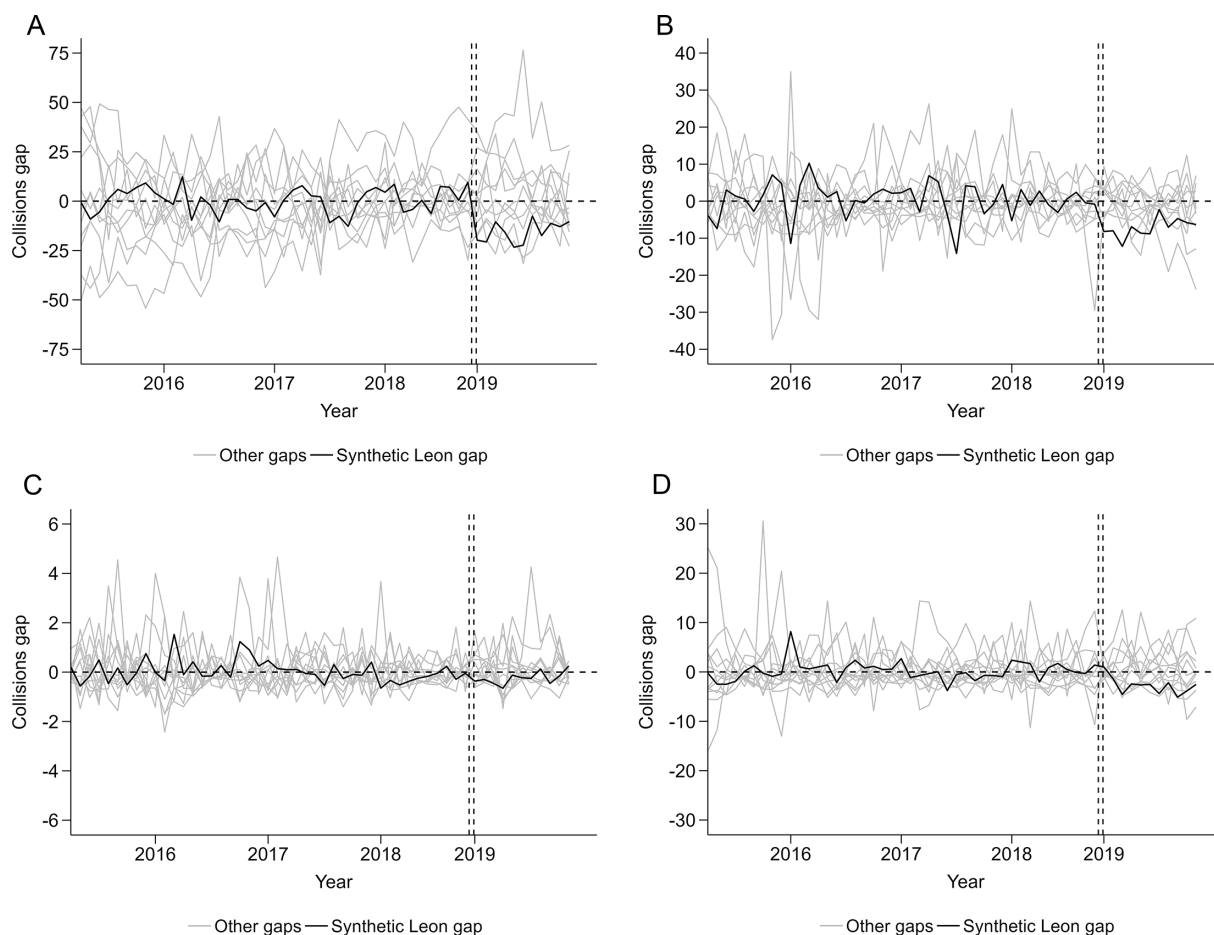 A
Collisions gap
75
50
25
0
-25
-50
-75
2016 2017 2018 2019
Year
Other gaps Synthetic Leon gap
B
Collisions gap
40
30
20
10
0
-10
-20
-30
-40
2016 2017 2018 2019
Year
Other gaps Synthetic Leon gap
C
Collisions gap
6
4
2
0
-2
-4
-6
2016 2017 2018 2019
Year
Other gaps Synthetic Leon gap
D
Collisions gap
30
20
10
0
-10
-20
-30
2016 2017 2018 2019
Year
Other gaps Synthetic Leon gap